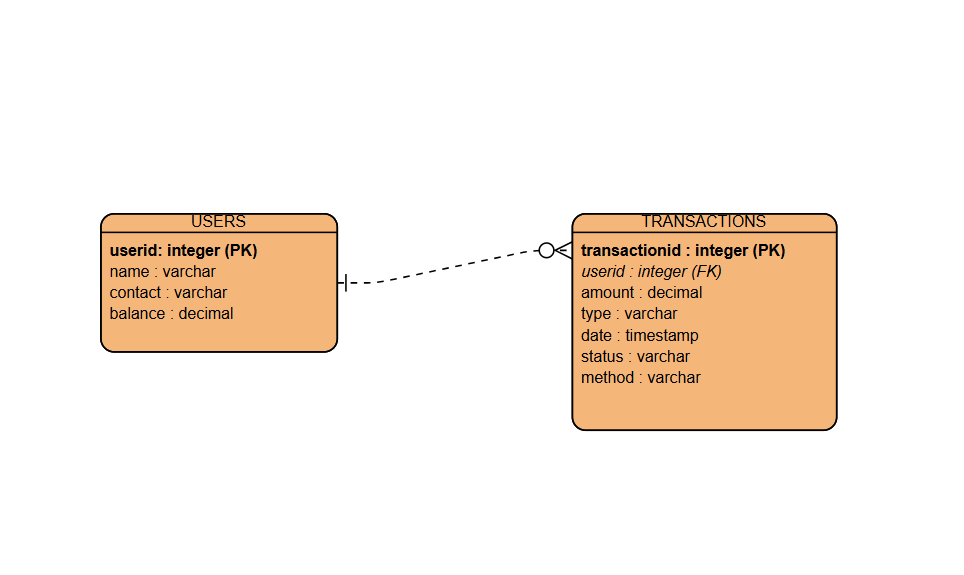 USERS
userid: integer (PK)
name : varchar
contact : varchar
balance : decimal
TRANSACTIONS
transactionid : integer (PK)
userid : integer (FK)
amount : decimal
type : varchar
date : timestamp
status : varchar
method : varchar